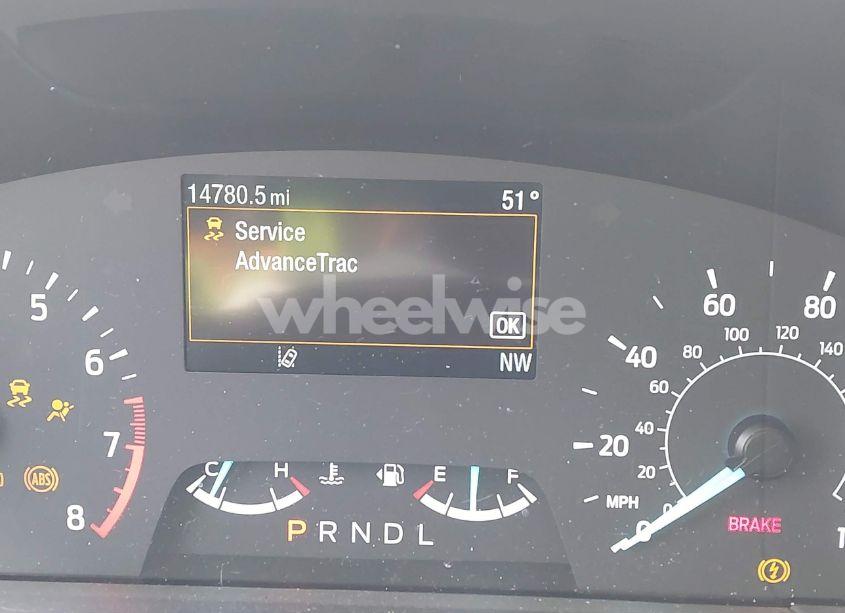 14780.5 mi 51°
Service
AdvanceTrac
wheelwise
OK
NW
5
6
7
8
ABS
C H
E F
P R N D L
0 20 40 60 80
0 20 40 60 80 100 120 140
MPH
BRAKE